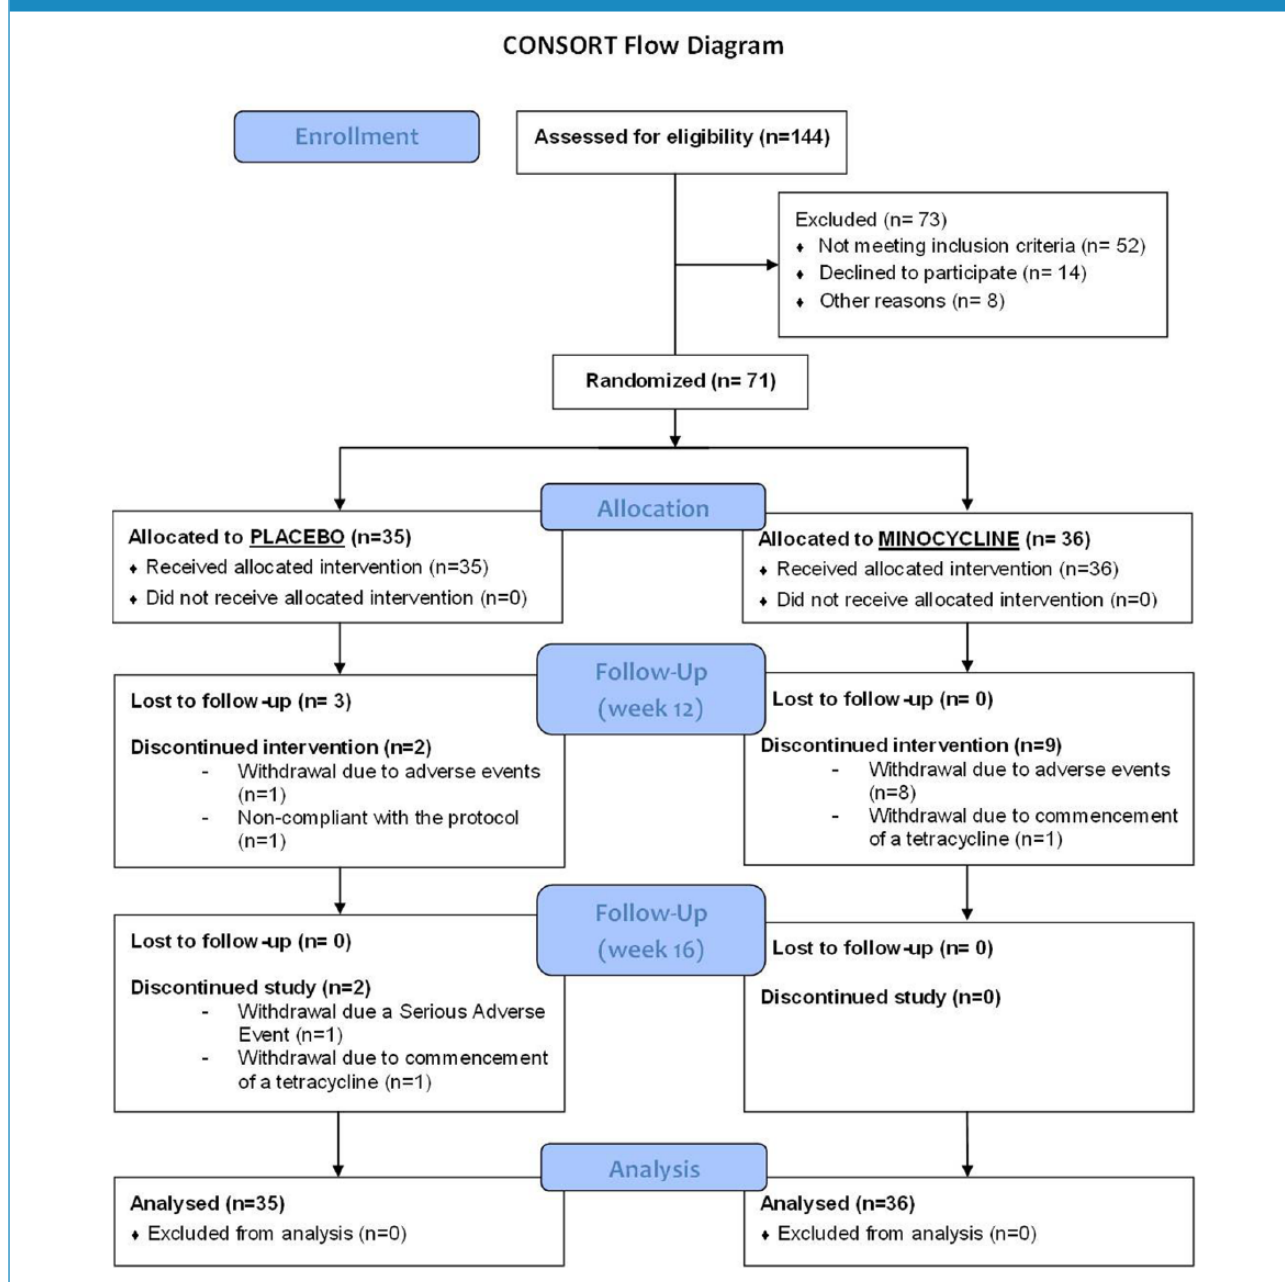 CONSORT Flow Diagram
Enrollment
Assessed for eligibility (n=144)
Excluded (n= 73)
♦ Not meeting inclusion criteria (n= 52)
♦ Declined to participate (n= 14)
♦ Other reasons (n= 8)
Randomized (n= 71)
Allocation
Allocated to PLACEBO (n=35)
♦ Received allocated intervention (n=35)
♦ Did not receive allocated intervention (n=0)
Allocated to MINOCYCLINE (n= 36)
♦ Received allocated intervention (n=36)
♦ Did not receive allocated intervention (n=0)
Follow-Up
(week 12)
Lost to follow-up (n= 3)
Discontinued intervention (n=2)
- Withdrawal due to adverse events
(n=1)
- Non-compliant with the protocol
(n=1)
Lost to follow-up (n= 0)
Discontinued intervention (n=9)
- Withdrawal due to adverse events
(n=8)
- Withdrawal due to commencement
of a tetracycline (n=1)
Follow-Up
(week 16)
Lost to follow-up (n= 0)
Discontinued study (n=2)
- Withdrawal due a Serious Adverse
Event (n=1)
- Withdrawal due to commencement
of a tetracycline (n=1)
Lost to follow-up (n= 0)
Discontinued study (n=0)
Analysis
Analysed (n=35)
♦ Excluded from analysis (n=0)
Analysed (n=36)
♦ Excluded from analysis (n=0)